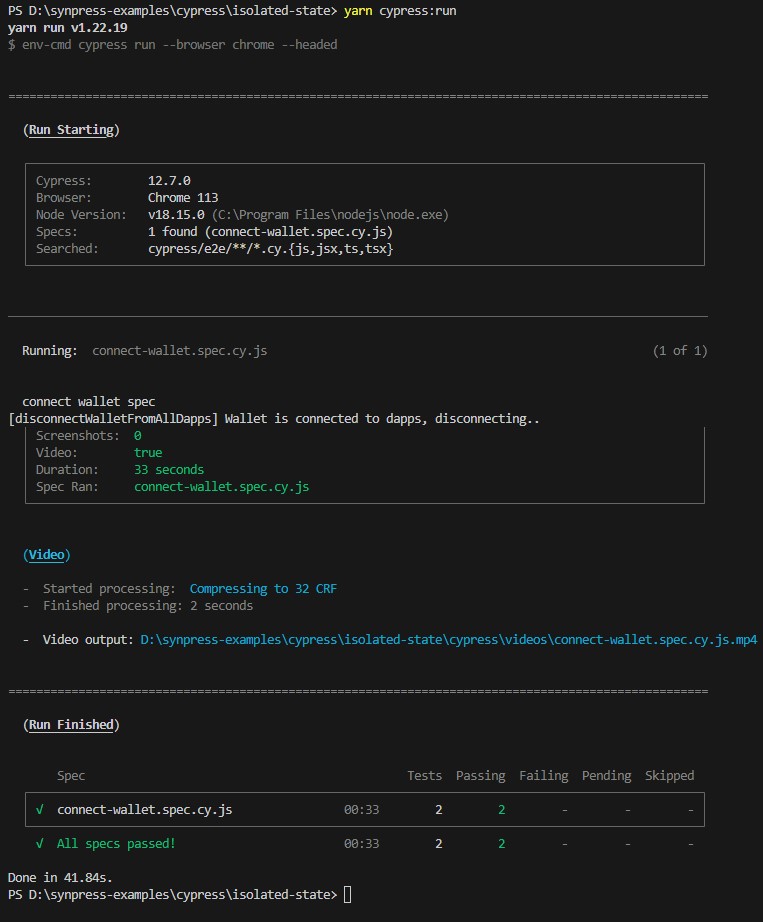 PS D:\synpress-examples\cypress\isolated-state> yarn cypress:run
yarn run v1.22.19
$ env-cmd cypress run --browser chrome --headed
====================================================================================================
(Run Starting)
Cypress: 12.7.0
Browser: Chrome 113
Node Version: v18.15.0 (C:\Program Files\nodejs\node.exe)
Specs: 1 found (connect-wallet.spec.cy.js)
Searched: cypress/e2e/**/*.cy.{js,jsx,ts,tsx}
Running: connect-wallet.spec.cy.js (1 of 1)
connect wallet spec
[disconnectWalletFromAllDapps] Wallet is connected to dapps, disconnecting..
Screenshots: 0
Video: true
Duration: 33 seconds
Spec Ran: connect-wallet.spec.cy.js
(Video)
- Started processing: Compressing to 32 CRF
- Finished processing: 2 seconds
- Video output: D:\synpress-examples\cypress\isolated-state\cypress\videos\connect-wallet.spec.cy.js.mp4
====================================================================================================
(Run Finished)
Spec Tests Passing Failing Pending Skipped
√ connect-wallet.spec.cy.js 00:33 2 2 - - -
√ All specs passed! 00:33 2 2 - - -
Done in 41.84s.
PS D:\synpress-examples\cypress\isolated-state>